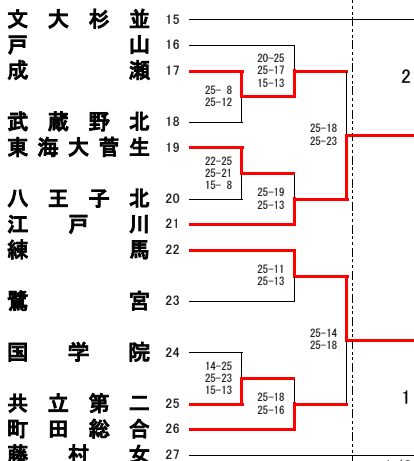 文大杉並 15
戸山 16
20-25
25-17
15-13
成瀬 17
2
25- 8
25-12
武蔵野北 18
25-18
25-23
東海大菅生 19
22-25
25-21
15- 8
25-19
25-13
八王子北 20
江戸川 21
練馬 22
25-11
25-13
鷺宮 23
25-14
25-18
国学院 24
14-25
25-23
15-13
1
25-18
25-16
共立第二 25
町田総合 26
藤村女 27